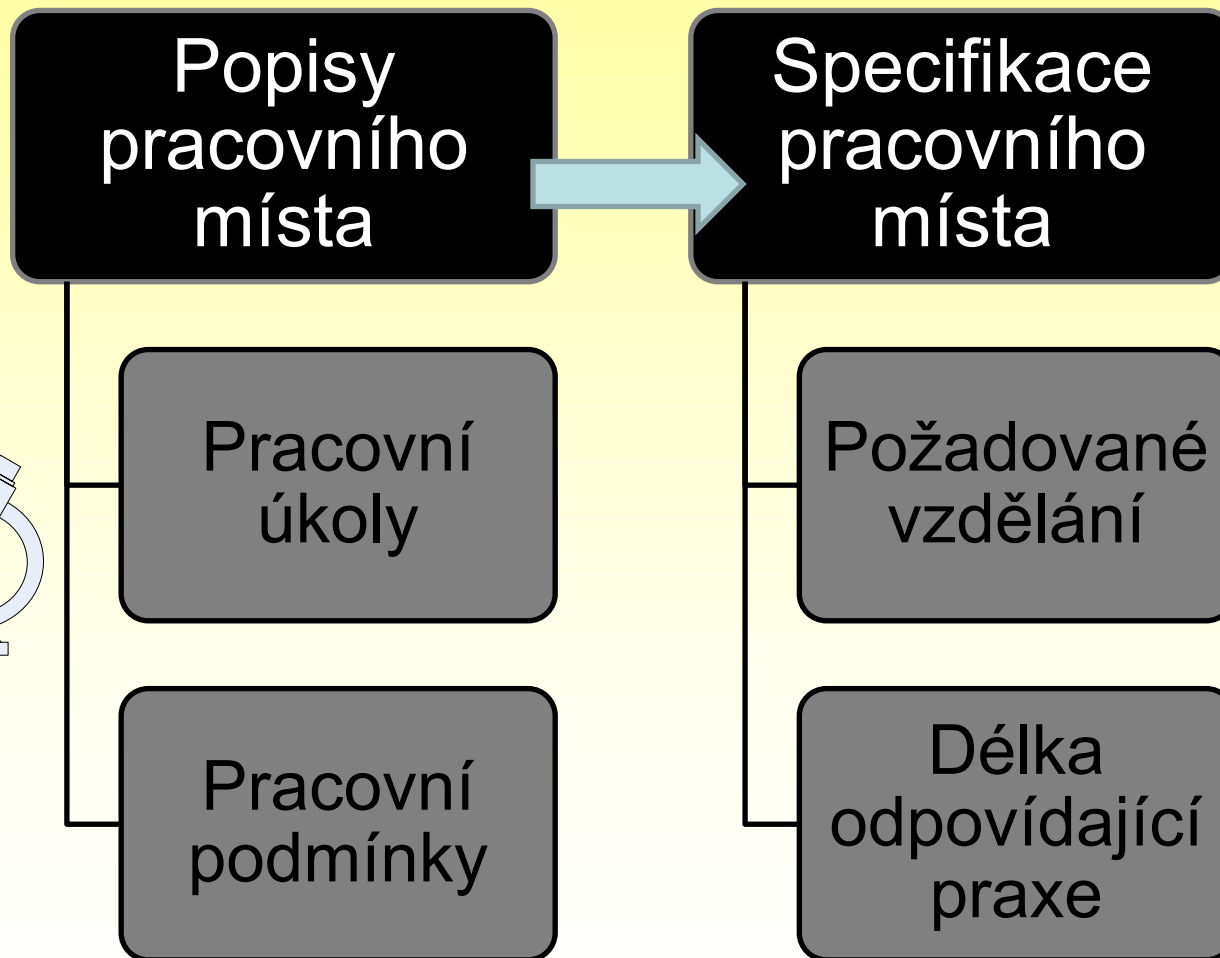 Popisy
pracovního
místa
Pracovní
úkoly
Pracovní
podmínky
Specifikace
pracovního
místa
Požadované
vzdělání
Délka
odpovídající
praxe